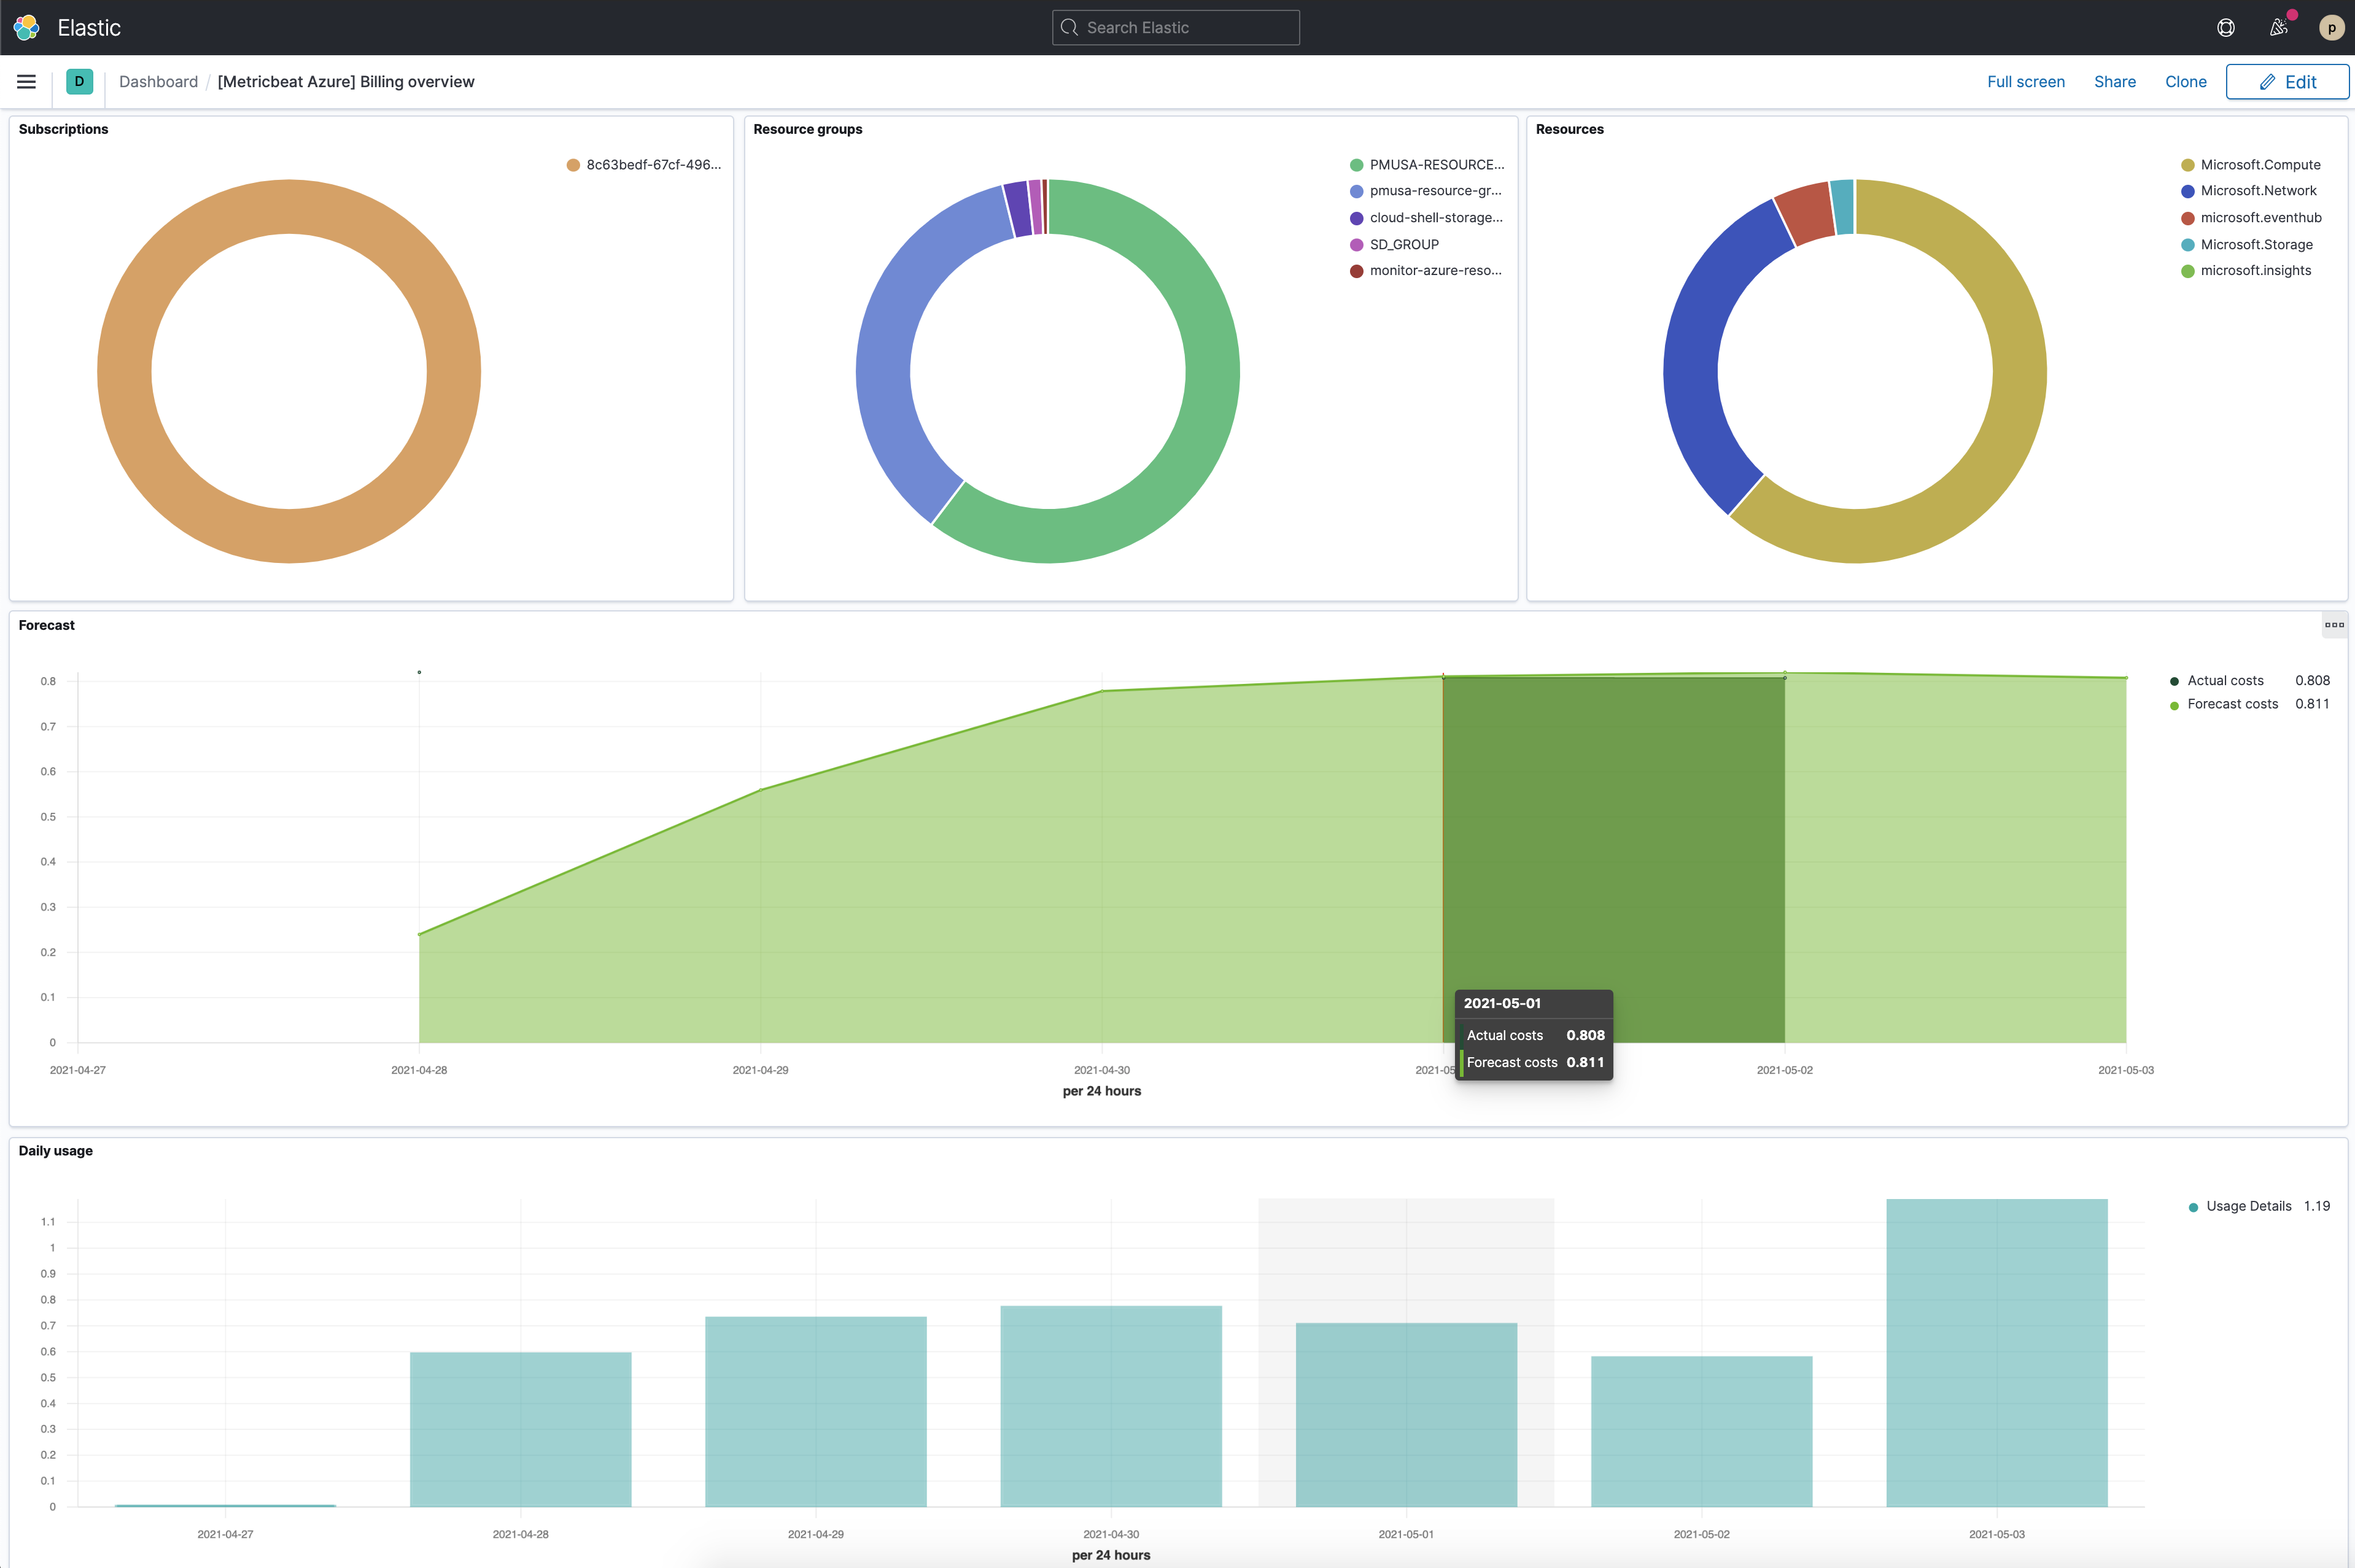 Elastic
Search Elastic
p
D
Dashboard / [Metricbeat Azure] Billing overview
Full screen
Share
Clone
Edit
Subscriptions
8c63bedf-67cf-496...
Resource groups
PMUSA-RESOURCE...
pmusa-resource-gr...
cloud-shell-storage...
SD_GROUP
monitor-azure-reso...
Resources
Microsoft.Compute
Microsoft.Network
microsoft.eventhub
Microsoft.Storage
microsoft.insights
Forecast
0.8
0.7
0.6
0.5
0.4
0.3
0.2
0.1
0
2021-04-27
2021-04-28
2021-04-29
2021-04-30
2021-05
2021-05-02
2021-05-03
per 24 hours
Actual costs 0.808
Forecast costs 0.811
2021-05-01
Actual costs 0.808
Forecast costs 0.811
Daily usage
1.1
1
0.9
0.8
0.7
0.6
0.5
0.4
0.3
0.2
0.1
0
2021-04-27
2021-04-28
2021-04-29
2021-04-30
2021-05-01
2021-05-02
2021-05-03
per 24 hours
Usage Details 1.19